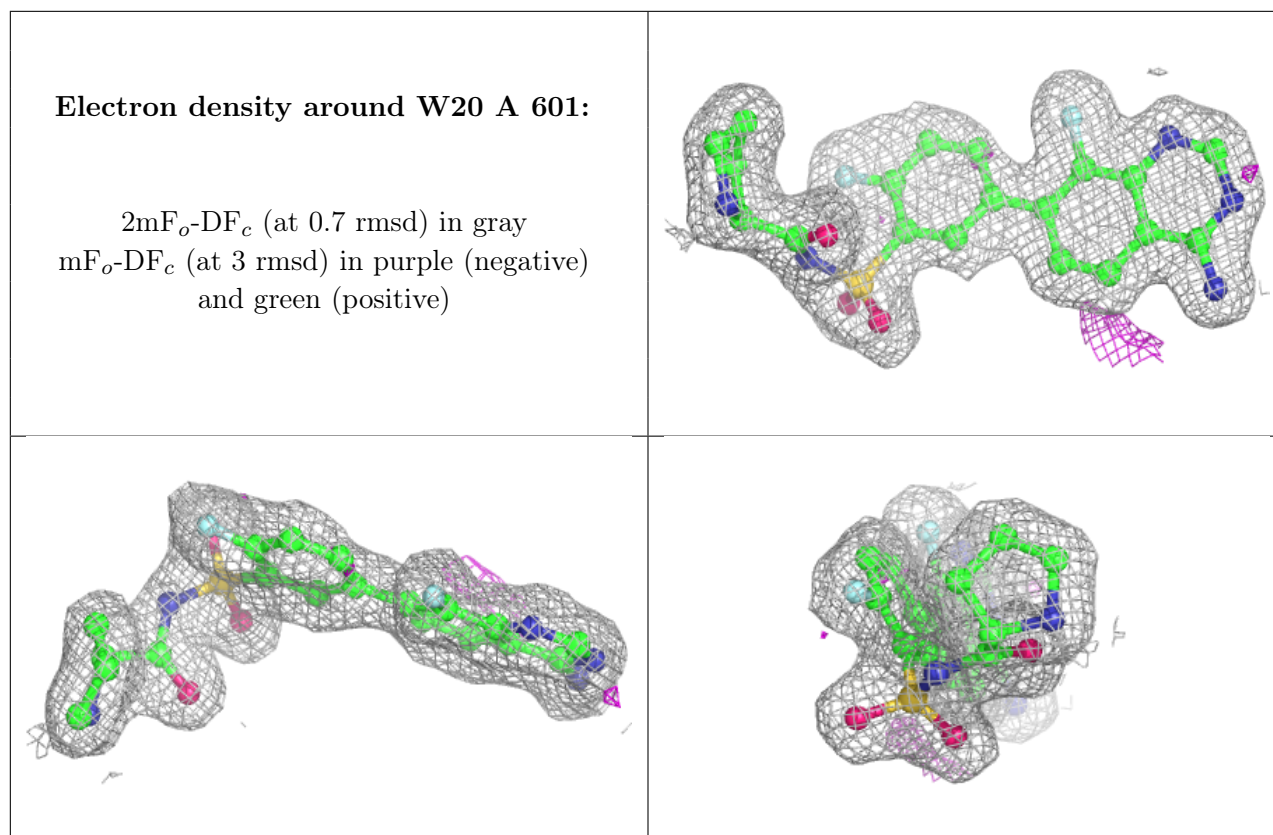 Electron density around W20 A 601:
2mFₒ-DF𝒸 (at 0.7 rmsd) in gray
mFₒ-DF𝒸 (at 3 rmsd) in purple (negative)
and green (positive)